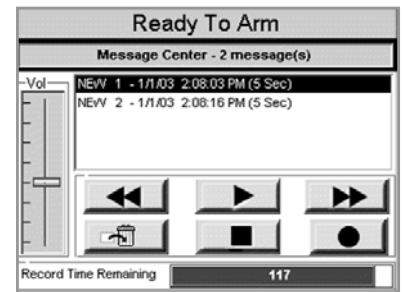 Ready To Arm
Message Center - 2 message(s)
Vol
NEW 1 - 1/1/03 2:08:03 PM (5 Sec)
NEW 2 - 1/1/03 2:08:16 PM (5 Sec)
Record Time Remaining 117